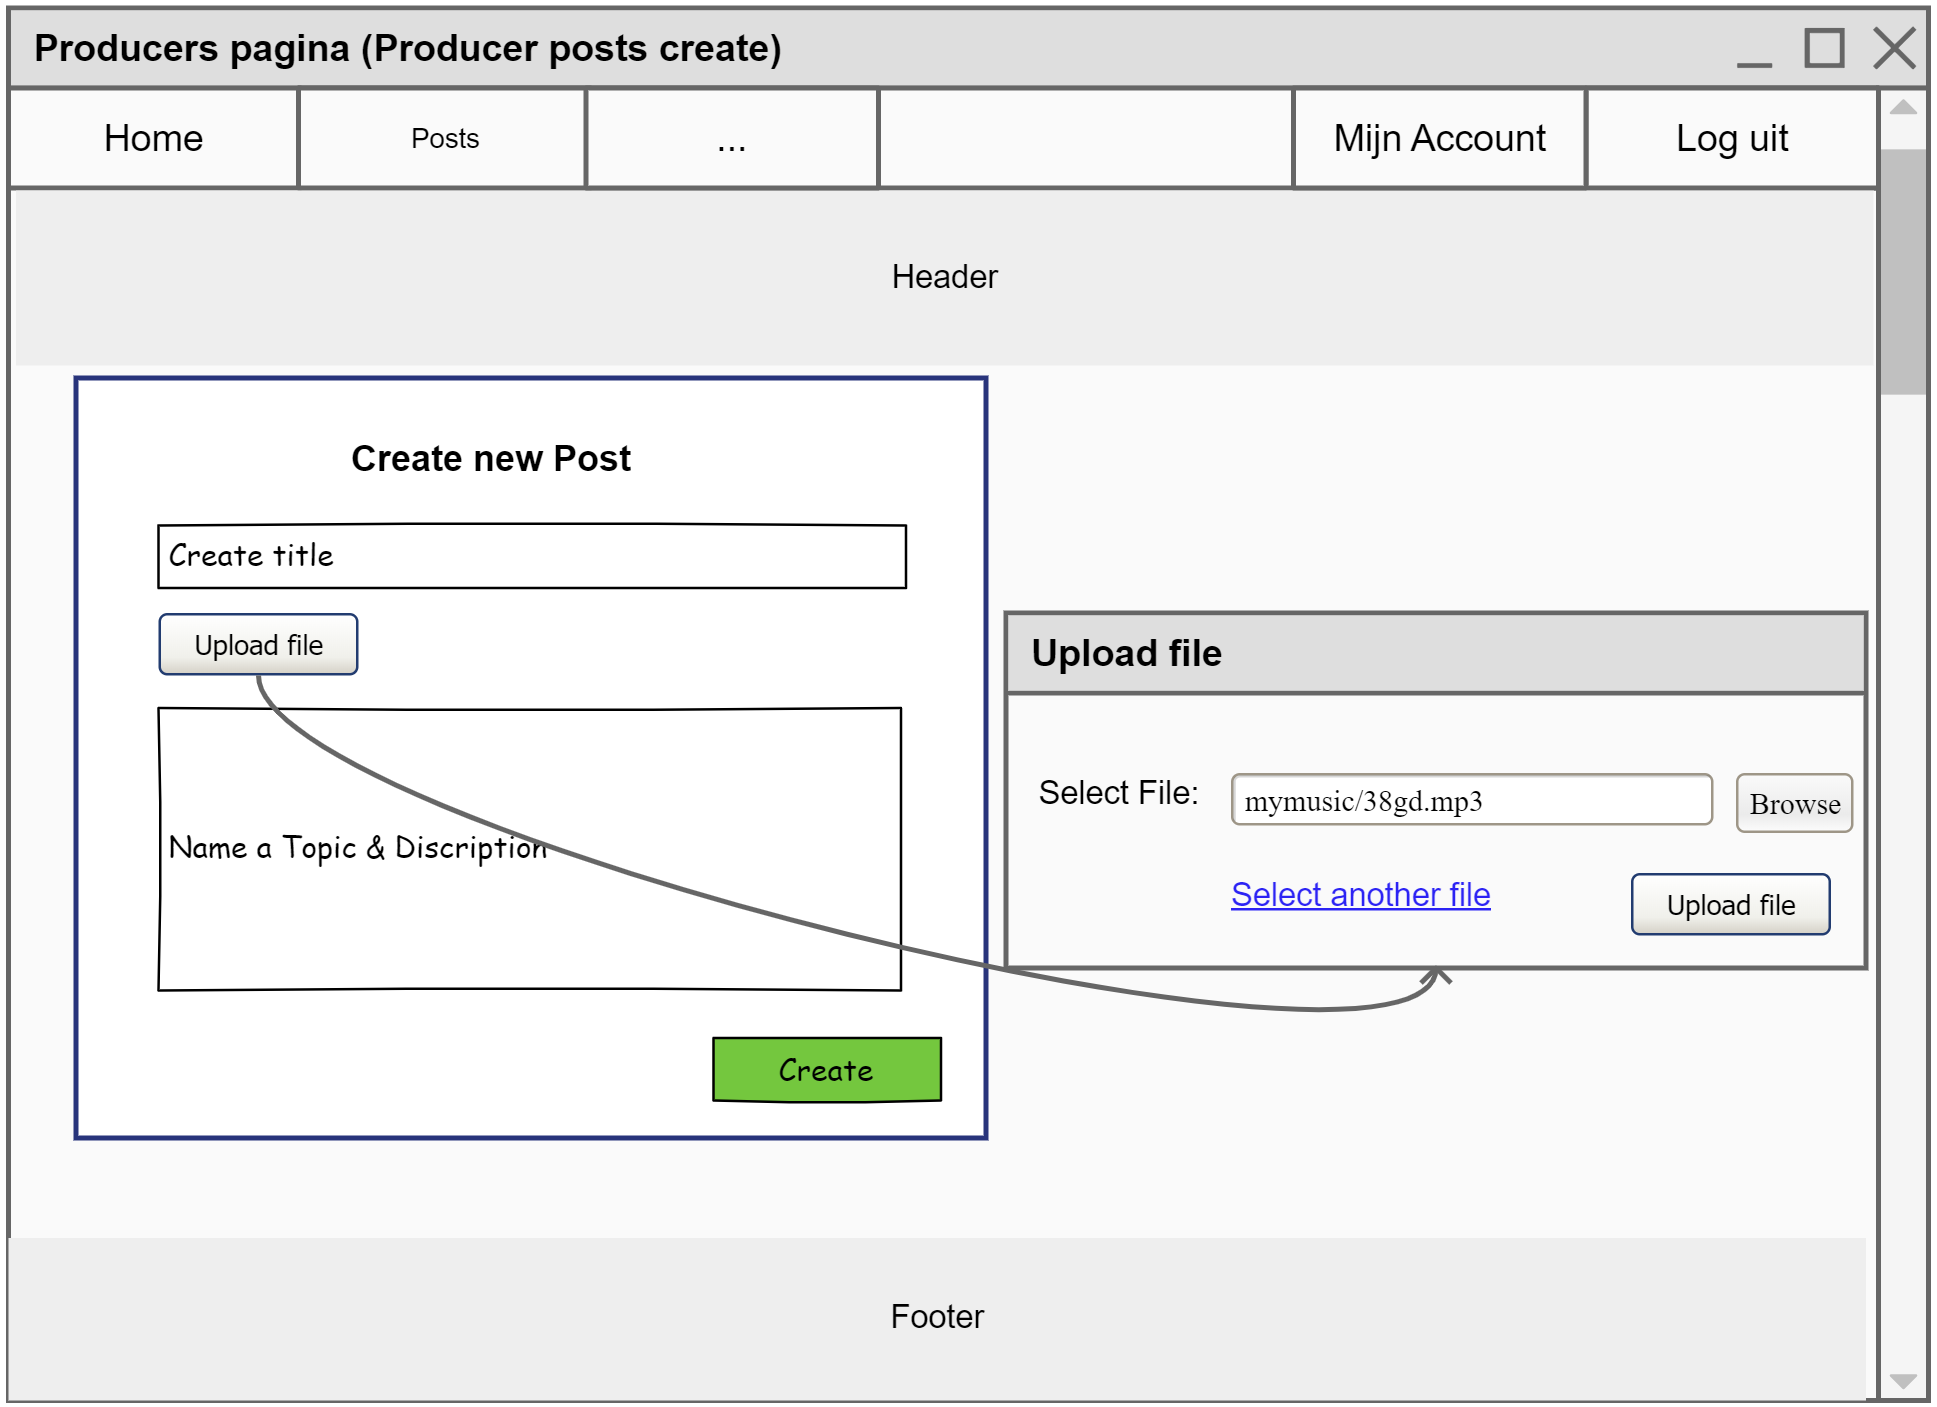 Producers pagina (Producer posts create)
Home
Posts
...
Mijn Account
Log uit
Header
Create new Post
Create title
Upload file
Name a Topic & Discription
Create
Upload file
Select File:
mymusic/38gd.mp3
Browse
Select another file
Upload file
Footer